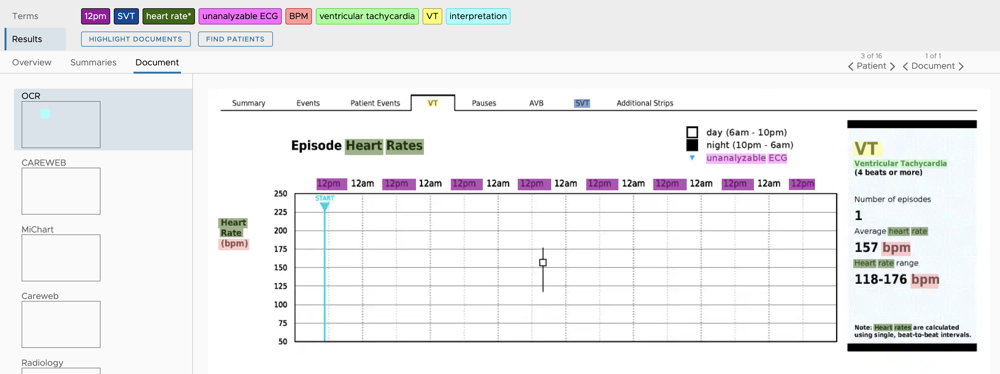 Terms 12pm SVT heart rate* unanalyzable ECG BPM ventricular tachycardia VT interpretation
Results HIGHLIGHT DOCUMENTS FIND PATIENTS
Overview Summaries Document
3 of 16
Patient
1 of 1
Document
OCR
CAREWEB
MiChart
Careweb
Radiology
Summary Events Patient Events VT Pauses AVB SVT Additional Strips
Episode Heart Rates
day (6am - 10pm)
night (10pm - 6am)
unanalyzable ECG
12pm 12am 12pm 12am 12pm 12am 12pm 12am 12pm 12am 12pm 12am 12pm 12am 12pm
START
Heart
Rate
(bpm)
250
225
200
175
150
125
100
75
50
VT
Ventricular Tachycardia
(4 beats or more)
Number of episodes
1
Average heart rate
157 bpm
Heart rate range
118-176 bpm
Note: Heart rates are calculated
using single, beat-to-beat intervals.